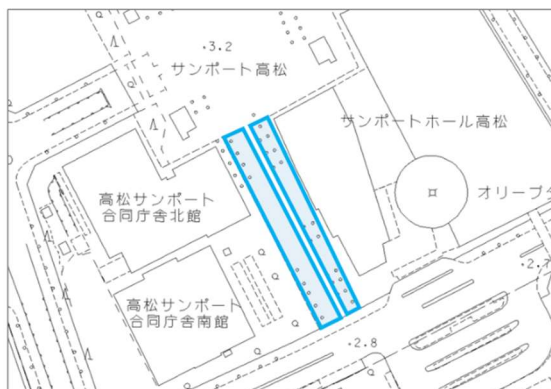 ・3.2
サンポート高松
サンポートホール高松
高松サンポート
合同庁舎北館
オリーブ
高松サンポート
合同庁舎南館
・2.7
・2.8